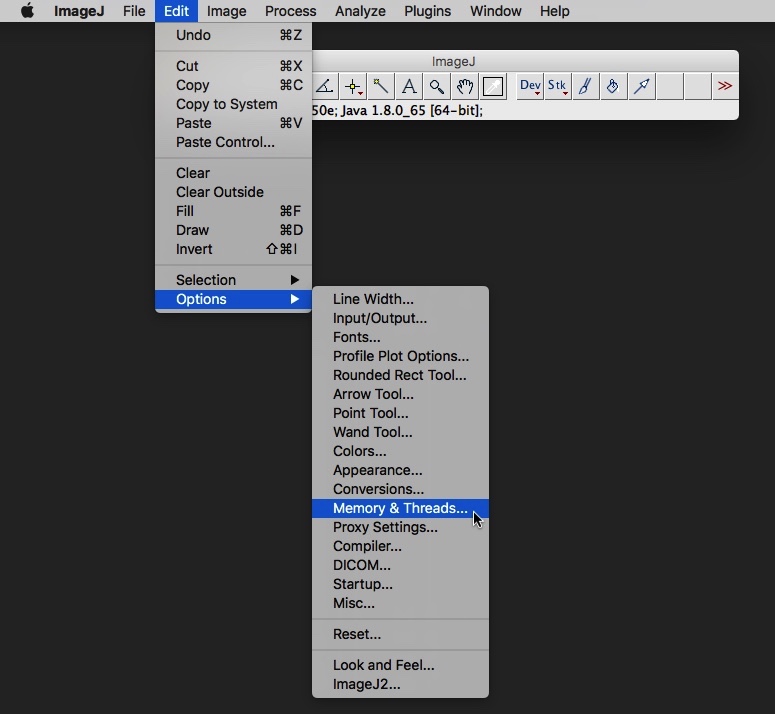 ImageJ File Edit Image Process Analyze Plugins Window Help
Undo ⌘Z
Cut ⌘X
Copy ⌘C
Copy to System
Paste ⌘V
Paste Control...
Clear
Clear Outside
Fill ⌘F
Draw ⌘D
Invert ⇧⌘I
Selection
Options
ImageJ
A Dev Stk
50e; Java 1.8.0_65 [64-bit];
Line Width...
Input/Output...
Fonts...
Profile Plot Options...
Rounded Rect Tool...
Arrow Tool...
Point Tool...
Wand Tool...
Colors...
Appearance...
Conversions...
Memory & Threads...
Proxy Settings...
Compiler...
DICOM...
Startup...
Misc...
Reset...
Look and Feel...
ImageJ2...